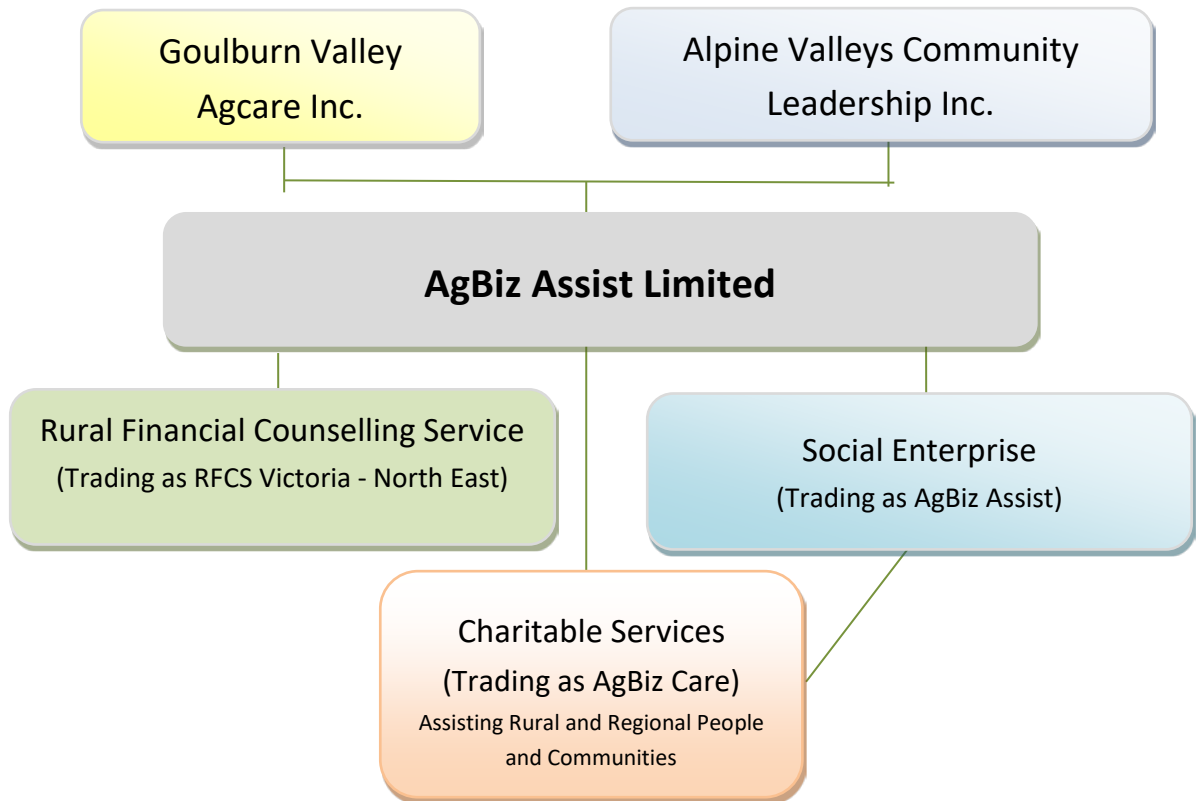 Goulburn Valley
Agcare Inc.
Alpine Valleys Community
Leadership Inc.
AgBiz Assist Limited
Rural Financial Counselling Service
(Trading as RFCS Victoria - North East)
Social Enterprise
(Trading as AgBiz Assist)
Charitable Services
(Trading as AgBiz Care)
Assisting Rural and Regional People
and Communities